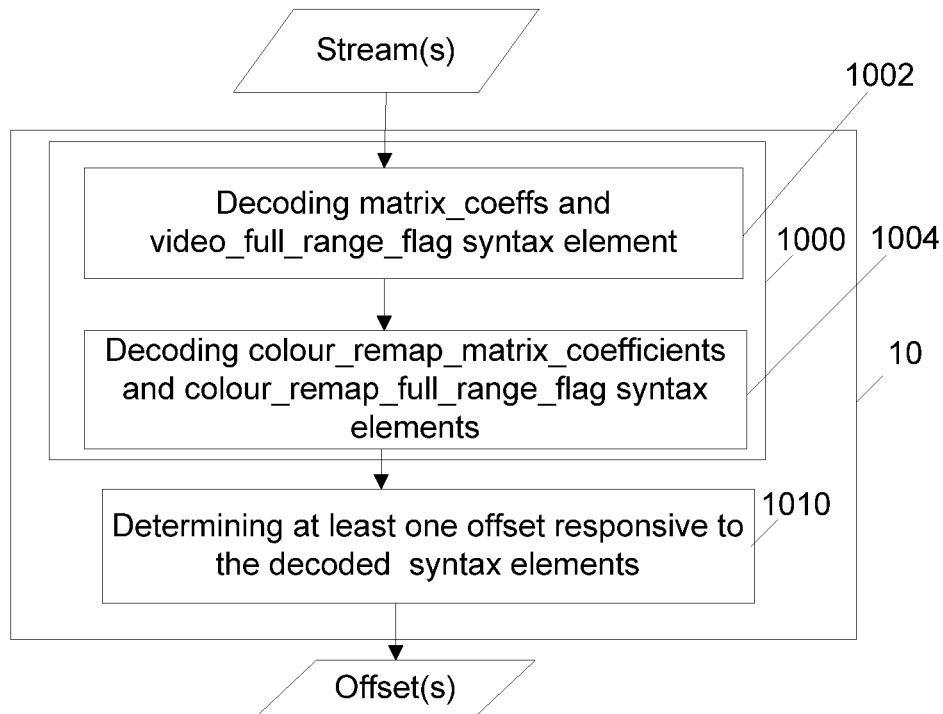 Stream(s)
1002
Decoding matrix_coeffs and
video_full_range_flag syntax element
1000
1004
Decoding colour_remap_matrix_coefficients
and colour_remap_full_range_flag syntax
elements
10
1010
Determining at least one offset responsive to
the decoded syntax elements
Offset(s)